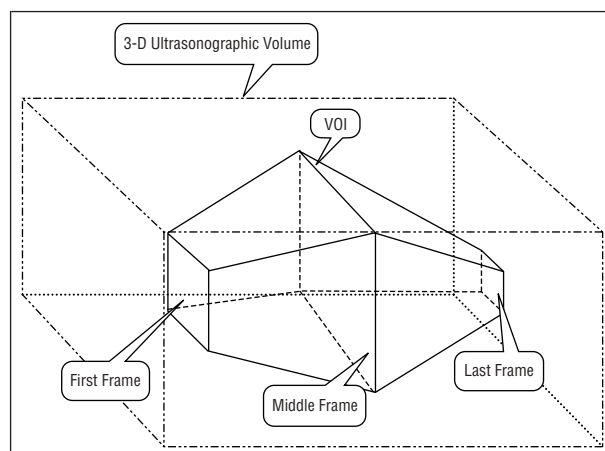 3-D Ultrasonographic Volume
VOI
First Frame
Middle Frame
Last Frame